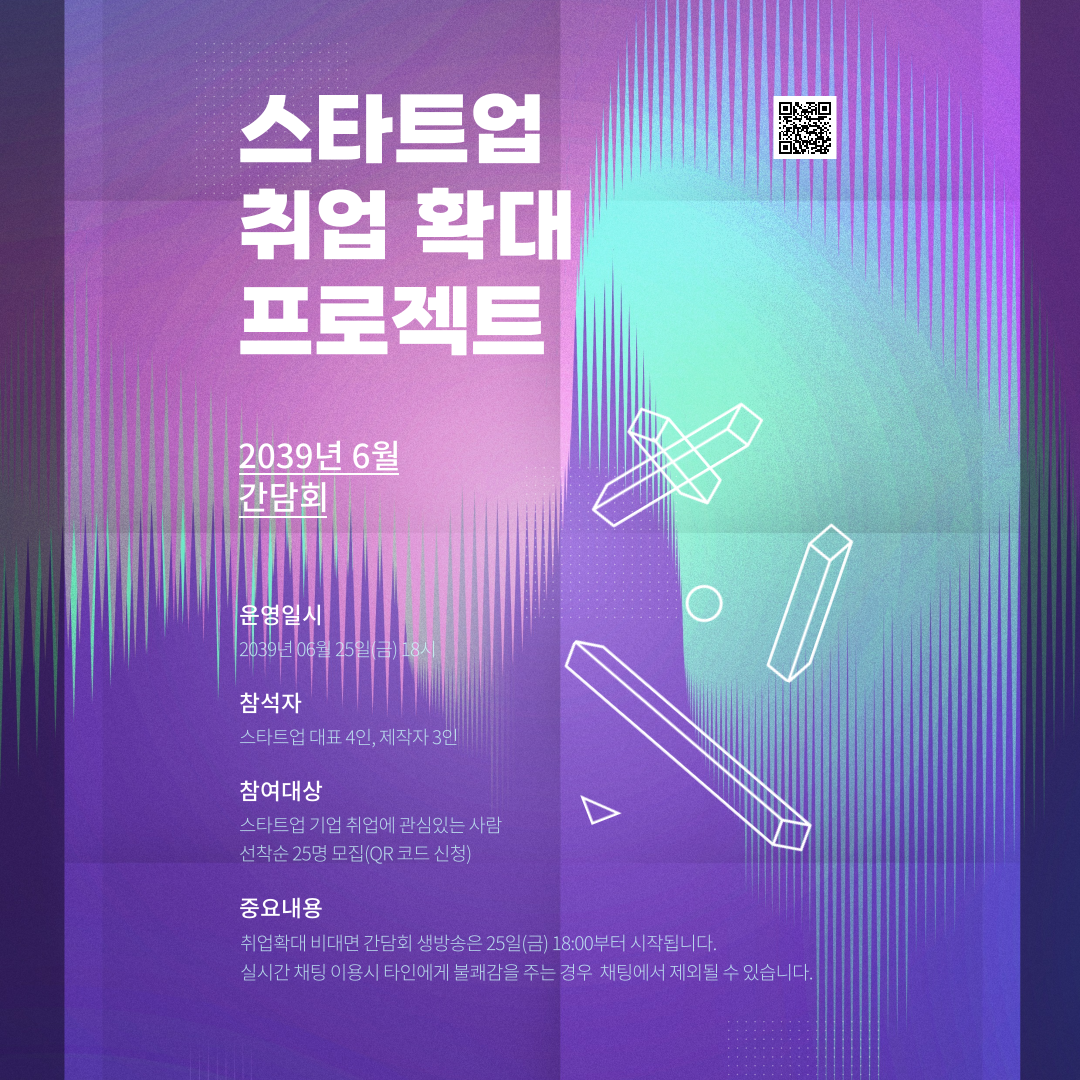 스타트업
취업 확대
프로젝트
2039년 6월
간담회
운영일시
2039년 06월 25일(금) 18시
참석자
스타트업 대표 4인, 제작자 3인
참여대상
스타트업 기업 취업에 관심있는 사람
선착순 25명 모집(QR 코드 신청)
중요내용
취업확대 비대면 간담회 생방송은 25일(금) 18:00부터 시작됩니다.
실시간 채팅 이용시 타인에게 불쾌감을 주는 경우 채팅에서 제외될 수 있습니다.